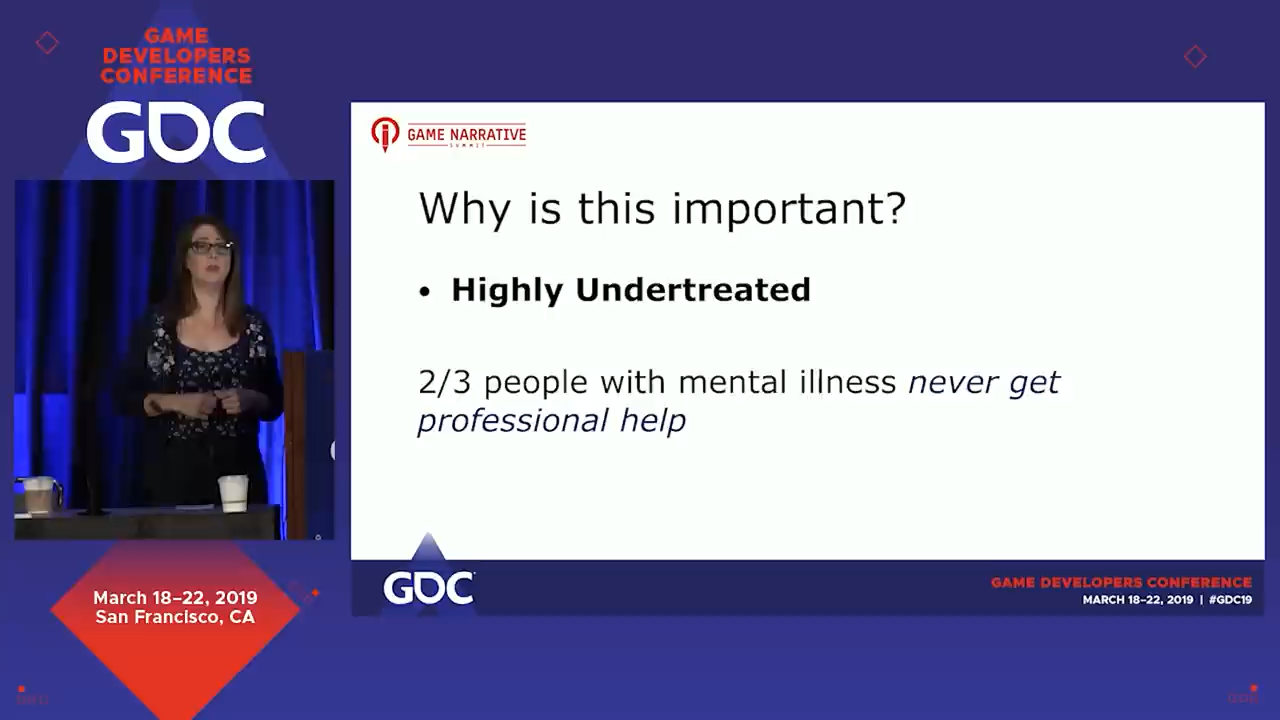 GAME
DEVELOPERS
CONFERENCE
GDC
GAME NARRATIVE
SUMMIT
Why is this important?
• Highly Undertreated
2/3 people with mental illness never get
professional help
March 18–22, 2019
San Francisco, CA
GDC
GAME DEVELOPERS CONFERENCE
MARCH 18–22, 2019 | #GDC19